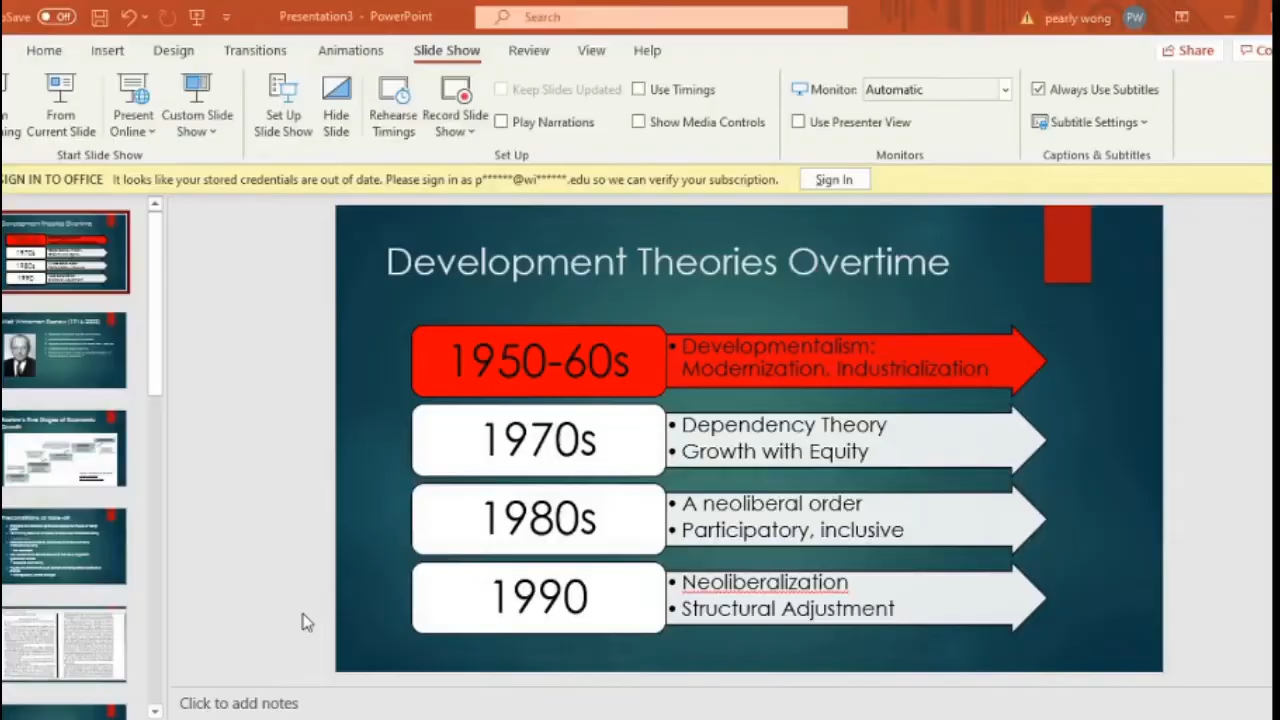 oSave Off Presentation3 - PowerPoint Search pearly wong PW
Home Insert Design Transitions Animations Slide Show Review View Help Share Co
From Current Slide
Present Online
Custom Slide Show
Set Up Slide Show
Hide Slide
Rehearse Timings
Record Slide Show
Keep Slides Updated
Play Narrations
Use Timings
Show Media Controls
Monitor: Automatic
Use Presenter View
Always Use Subtitles
Subtitle Settings
Start Slide Show Set Up Monitors Captions & Subtitles
SIGN IN TO OFFICE It looks like your stored credentials are out of date. Please sign in as p******@wi******.edu so we can verify your subscription. Sign In
Development Theories Overtime
1950-60s
• Developmentalism:
Modernization, Industrialization
1970s
• Dependency Theory
• Growth with Equity
1980s
• A neoliberal order
• Participatory, inclusive
1990
• Neoliberalization
• Structural Adjustment
Click to add notes